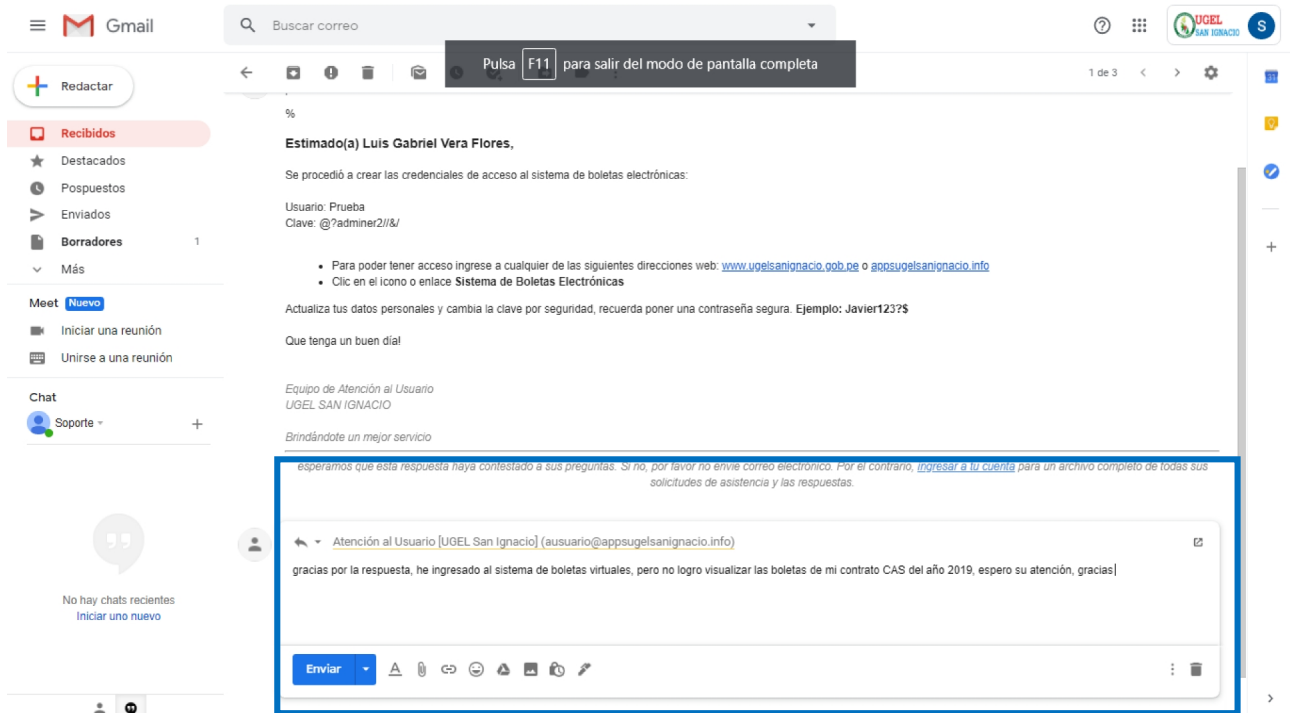 Gmail
Buscar correo
UGEL
SAN IGNACIO
S
Pulsa F11 para salir del modo de pantalla completa
Redactar
1 de 3
31
%
Recibidos
Estimado(a) Luis Gabriel Vera Flores,
Destacados
Se procedió a crear las credenciales de acceso al sistema de boletas electrónicas:
Pospuestos
Usuario: Prueba
Enviados
Clave: @?adminer2//&/
Borradores 1
Más
• Para poder tener acceso ingrese a cualquier de las siguientes direcciones web: www.ugelsanignacio.gob.pe o appsugelsanignacio.info
• Clic en el icono o enlace Sistema de Boletas Electrónicas
Meet Nuevo
Actualiza tus datos personales y cambia la clave por seguridad, recuerda poner una contraseña segura. Ejemplo: Javier123?$
Iniciar una reunión
Que tenga un buen día!
Unirse a una reunión
Equipo de Atención al Usuario
UGEL SAN IGNACIO
Chat
Soporte
Brindándote un mejor servicio
esperamos que esta respuesta haya contestado a sus preguntas. Si no, por favor no envie correo electrónico. Por el contrario, ingresar a tu cuenta para un archivo completo de todas sus
solicitudes de asistencia y las respuestas.
Atención al Usuario [UGEL San Ignacio] (ausuario@appsugelsanignacio.info)
gracias por la respuesta, he ingresado al sistema de boletas virtuales, pero no logro visualizar las boletas de mi contrato CAS del año 2019, espero su atención, gracias
No hay chats recientes
Iniciar uno nuevo
Enviar